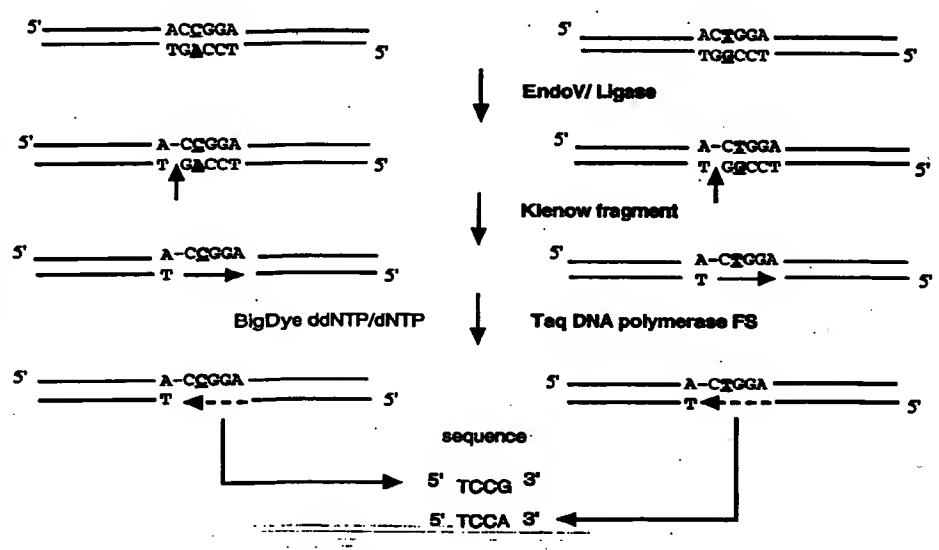 5' ACCGGA
TGACCT 5'
5' ACTGGA
TGGCCT 5'
EndoV/ Ligase
5' A-CCGGA
T GACCT 5'
5' A-CTGGA
T GGCCT 5'
Klenow fragment
5' A-CCGGA
T 5'
5' A-CTGGA
T 5'
BigDye ddNTP/dNTP Taq DNA polymerase FS
5' A-CCGGA
T 5'
5' A-CTGGA
T 5'
sequence
5' TCCG 3'
5' TCCA 3'